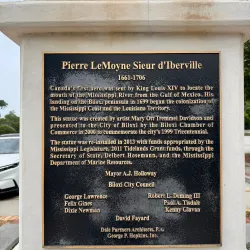 Pierre LeMoyne Sieur d'Iberville
1661-1706
Canada's first hero was sent by King Louis XIV to locate the
mouth of the Mississippi River from the Gulf of Mexico. His
landing on the Biloxi peninsula in 1699 began the colonization of
the Mississippi Coast and the Louisiana Territory.
This statue was created by artist Mary Ott Tremmel Davidson and
presented to the City of Biloxi by the Biloxi Chamber of
Commerce in 2000 to commemorate the city's 1999 Tricentennial.
The statue was re-installed in 2013 with funds appropriated by the
Mississippi Legislature, 2011 Tidelands Grant, through the
Secretary of State, Delbert Hosemann, and the Mississippi
Department of Marine Resources.
Mayor A.J. Holloway
Biloxi City Council
George Lawrence Robert L. Deming III
Felix Gines Paul A. Tisdale
Dixie Newman Kenny Glavan
David Fayard
Dale Partners Architects, P.A.
George P. Hopkins, Inc.